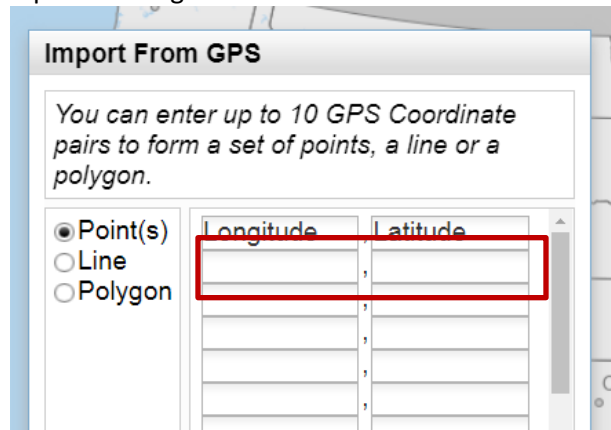 Import From GPS
You can enter up to 10 GPS Coordinate
pairs to form a set of points, a line or a
polygon.
Point(s)
Line
Polygon
Longitude , Latitude
,
,
,
,
,